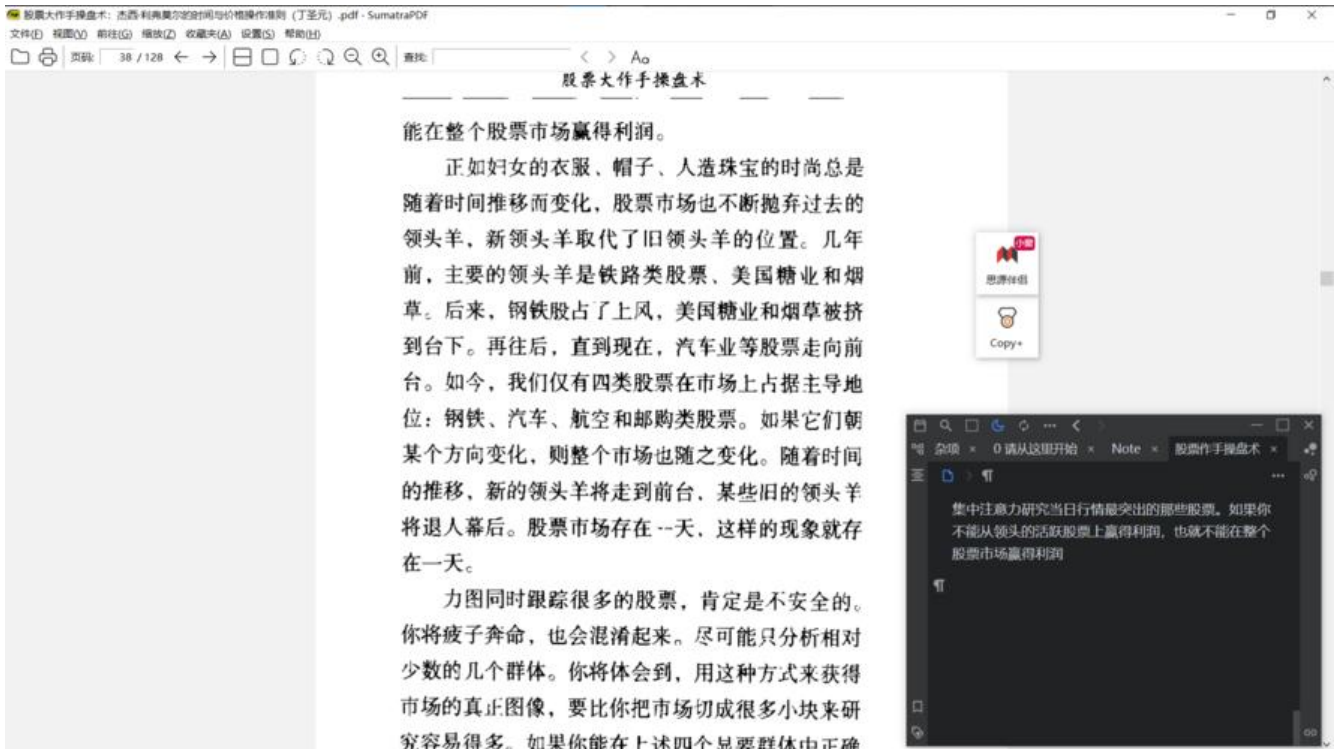 股票大作手操盘术：杰西·利弗莫尔的时间与价格操作准则（丁圣元）.pdf - SumatraPDF
文件(F) 视图(V) 前往(G) 缩放(Z) 收藏夹(A) 设置(S) 帮助(H)
页码: 38 / 128 查找:
股票大作手操盘术
能在整个股票市场赢得利润。
正如妇女的衣服、帽子、人造珠宝的时尚总是
随着时间推移而变化，股票市场也不断抛弃过去的
领头羊，新领头羊取代了旧领头羊的位置。几年
前，主要的领头羊是铁路类股票、美国糖业和烟
草。后来，钢铁股占了上风，美国糖业和烟草被挤
到台下。再往后，直到现在，汽车业等股票走向前
台。如今，我们仅有四类股票在市场上占据主导地
位：钢铁、汽车、航空和邮购类股票。如果它们朝
某个方向变化，则整个市场也随之变化。随着时间
的推移，新的领头羊将走到前台，某些旧的领头羊
将退人幕后。股票市场存在一天，这样的现象就存
在一天。
力图同时跟踪很多的股票，肯定是不安全的。
你将疲于奔命，也会混淆起来。尽可能只分析相对
少数的几个群体。你将体会到，用这种方式来获得
市场的真正图像，要比你把市场切成很多小块来研
究容易得多。如果你能在上述四个显要群体中正确
思源伴侣
Copy+
杂项 × 0 请从这里开始 × Note × 股票作手操盘术 ×
集中注意力研究当日行情最突出的那些股票。如果你
不能从领头的活跃股票上赢得利润，也就不能在整个
股票市场赢得利润